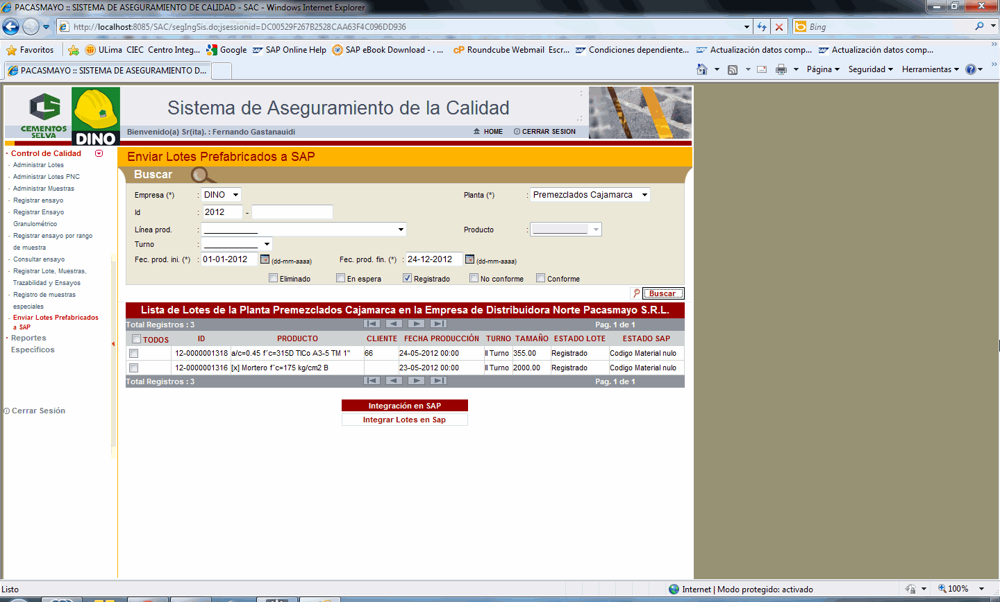 PACASMAYO :: SISTEMA DE ASEGURAMIENTO DE CALIDAD - SAC - Windows Internet Explorer
http://localhost:8085/SAC/segIngSis.do;jsessionid=DC00529F267B2528CAA63F4C096DD936
Bing
Favoritos
ULima CIEC Centro Integ...
Google
SAP Online Help
SAP eBook Download - . ...
cP Roundcube Webmail Escr...
Condiciones dependiente...
Actualización datos comp...
Actualización datos comp...
PACASMAYO :: SISTEMA DE ASEGURAMIENTO D...
Página
Seguridad
Herramientas
CEMENTOS
SELVA
DINO
Sistema de Aseguramiento de la Calidad
Bienvenido(a) Sr(ita). : Fernando Gastanauidi
HOME
CERRAR SESION
Control de Calidad
Administrar Lotes
Administrar Lotes PNC
Administrar Muestras
Registrar ensayo
Registrar Ensayo
Granulométrico
Registrar ensayo por rango
de muestra
Consultar ensayo
Registrar Lote, Muestras,
Trazabilidad y Ensayos
Registro de muestras
especiales
Enviar Lotes Prefabricados
a SAP
Reportes
Específicos
Cerrar Sesión
Enviar Lotes Prefabricados a SAP
Buscar
Empresa (*) : DINO
Planta (*) : Premezclados Cajamarca
Id : 2012 -
Línea prod. :
Producto :
Turno :
Fec. prod. ini. (*) : 01-01-2012 (dd-mm-aaaa)
Fec. prod. fin. (*) : 24-12-2012 (dd-mm-aaaa)
Eliminado En espera Registrado No conforme Conforme
Buscar
Lista de Lotes de la Planta Premezclados Cajamarca en la Empresa de Distribuidora Norte Pacasmayo S.R.L.
Total Registros : 3 Pag. 1 de 1
TODOS ID PRODUCTO CLIENTE FECHA PRODUCCIÓN TURNO TAMAÑO ESTADO LOTE ESTADO SAP
12-0000001318 a/c=0.45 f´c=315D TICo A3-5 TM 1" 66 24-05-2012 00:00 II Turno 355.00 Registrado Codigo Material nulo
12-0000001316 [x] Mortero f´c=175 kg/cm2 B 23-05-2012 00:00 II Turno 2000.00 Registrado Codigo Material nulo
Total Registros : 3 Pag. 1 de 1
Integración en SAP
Integrar Lotes en Sap
Listo
Internet | Modo protegido: activado
100%